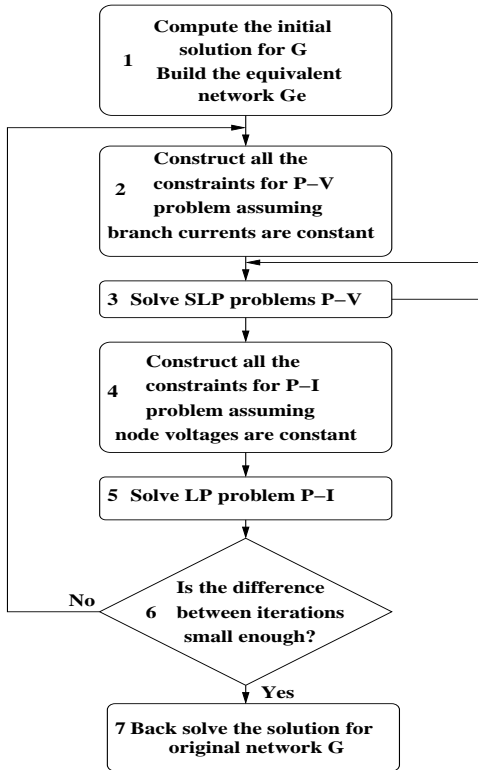 Compute the initial
solution for G
1
Build the equivalent
network Ge
Construct all the
constraints for P–V
2
problem assuming
branch currents are constant
3 Solve SLP problems P–V
Construct all the
constraints for P–I
4
problem assuming
node voltages are constant
5 Solve LP problem P–I
Is the difference
No
6 between iterations
small enough?
Yes
7 Back solve the solution for
original network G